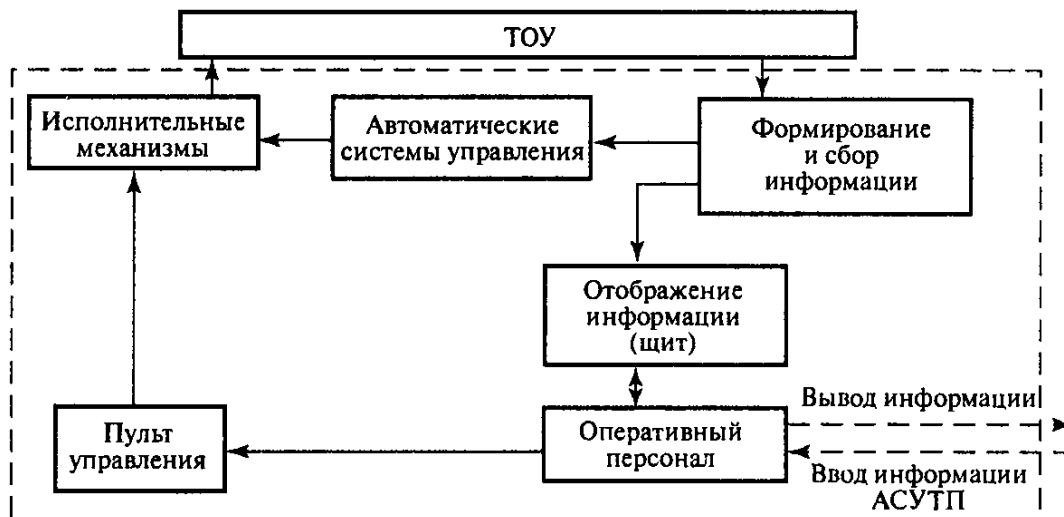 ТОУ
Исполнительные
механизмы
Автоматические
системы управления
Формирование
и сбор
информации
Отображение
информации
(щит)
Вывод информации
Пульт
управления
Оперативный
персонал
Ввод информации
АСУТП